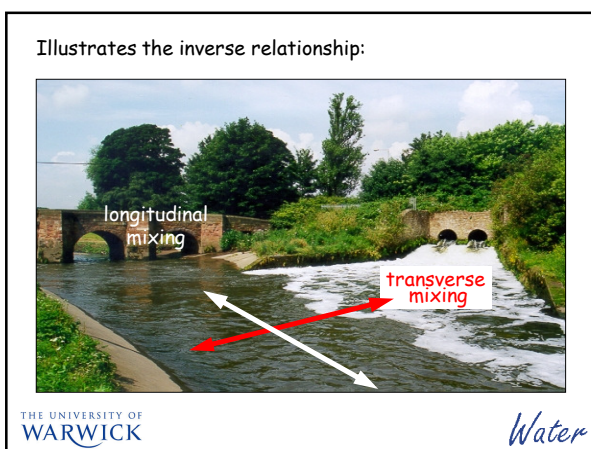 Illustrates the inverse relationship:
longitudinal
mixing
transverse
mixing
THE UNIVERSITY OF
WARWICK
Water